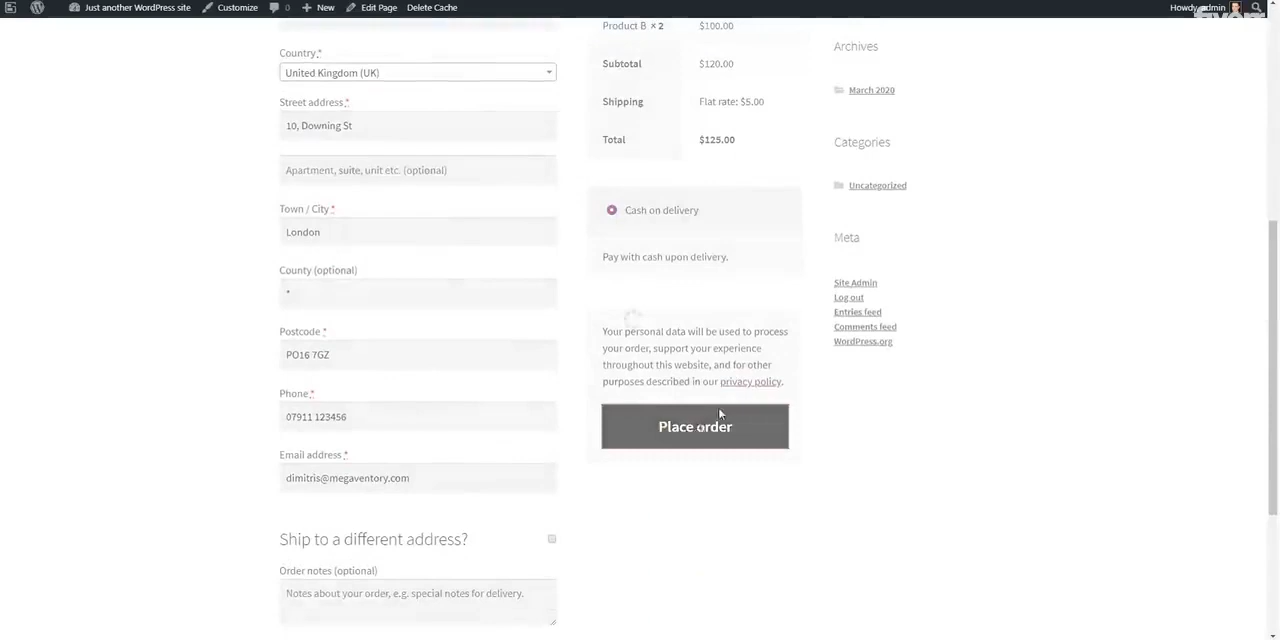 Just another WordPress site
Customize
0
New
Edit Page
Delete Cache
Howdy, admin
Country *
United Kingdom (UK)
Street address *
10, Downing St
Apartment, suite, unit etc. (optional)
Town / City *
London
County (optional)
*
Postcode *
PO16 7GZ
Phone *
07911 123456
Email address *
dimitris@megaventory.com
Ship to a different address?
Order notes (optional)
Notes about your order, e.g. special notes for delivery.
Product B × 2 $100.00
Subtotal $120.00
Shipping Flat rate: $5.00
Total $125.00
Cash on delivery
Pay with cash upon delivery.
Your personal data will be used to process
your order, support your experience
throughout this website, and for other
purposes described in our privacy policy.
Place order
Archives
March 2020
Categories
Uncategorized
Meta
Site Admin
Log out
Entries feed
Comments feed
WordPress.org